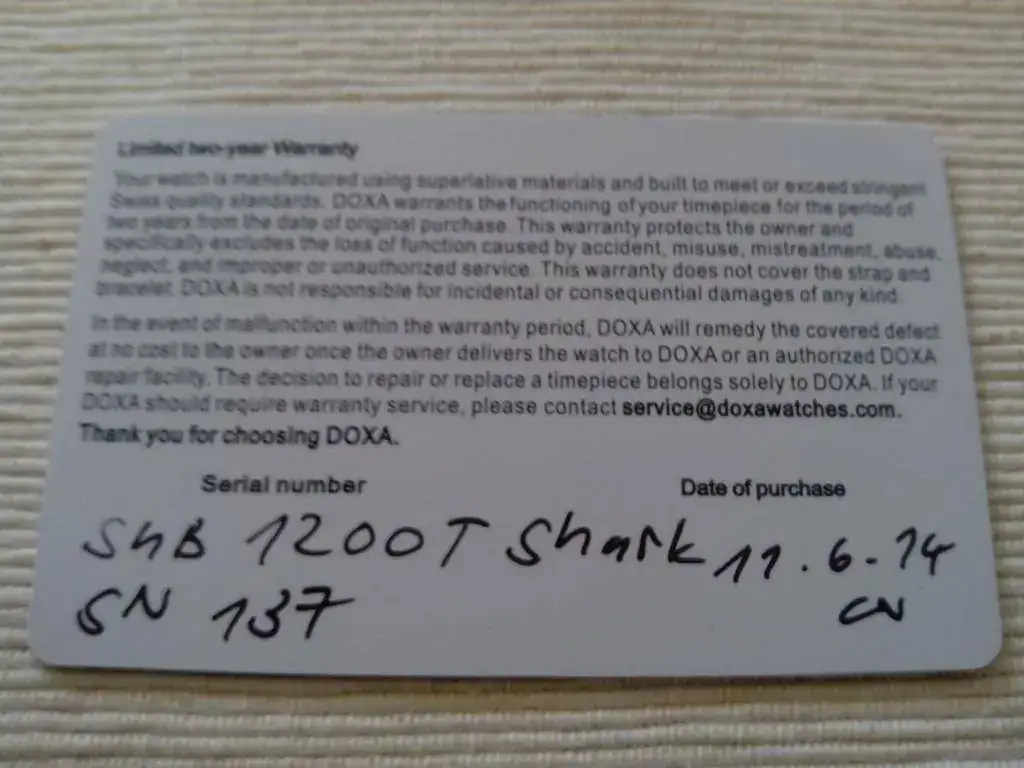 Limited two-year Warranty
Your watch is manufactured using superlative materials and built to meet or exceed stringent
Swiss quality standards. DOXA warrants the functioning of your timepiece for the period of
two years from the date of original purchase. This warranty protects the owner and
specifically excludes the loss of function caused by accident, misuse, mistreatment, abuse,
neglect, and improper or unauthorized service. This warranty does not cover the strap and
bracelet. DOXA is not responsible for incidental or consequential damages of any kind.
In the event of malfunction within the warranty period, DOXA will remedy the covered defect
at no cost to the owner once the owner delivers the watch to DOXA or an authorized DOXA
repair facility. The decision to repair or replace a timepiece belongs solely to DOXA. If your
DOXA should require warranty service, please contact service@doxawatches.com.
Thank you for choosing DOXA.
Serial number Date of purchase
1200T Shark 11.6.14
SN 137 CN